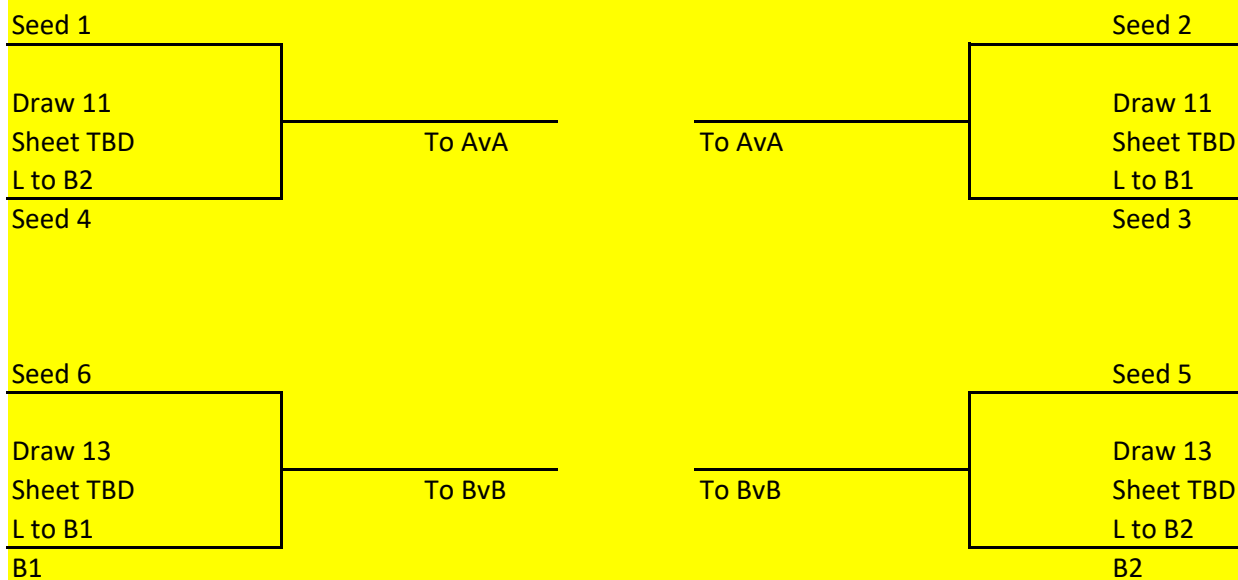 Seed 1 Seed 2
Draw 11 Draw 11
Sheet TBD To AvA To AvA Sheet TBD
L to B2 L to B1
Seed 4 Seed 3
Seed 6 Seed 5
Draw 13 Draw 13
Sheet TBD To BvB To BvB Sheet TBD
L to B1 L to B2
B1 B2